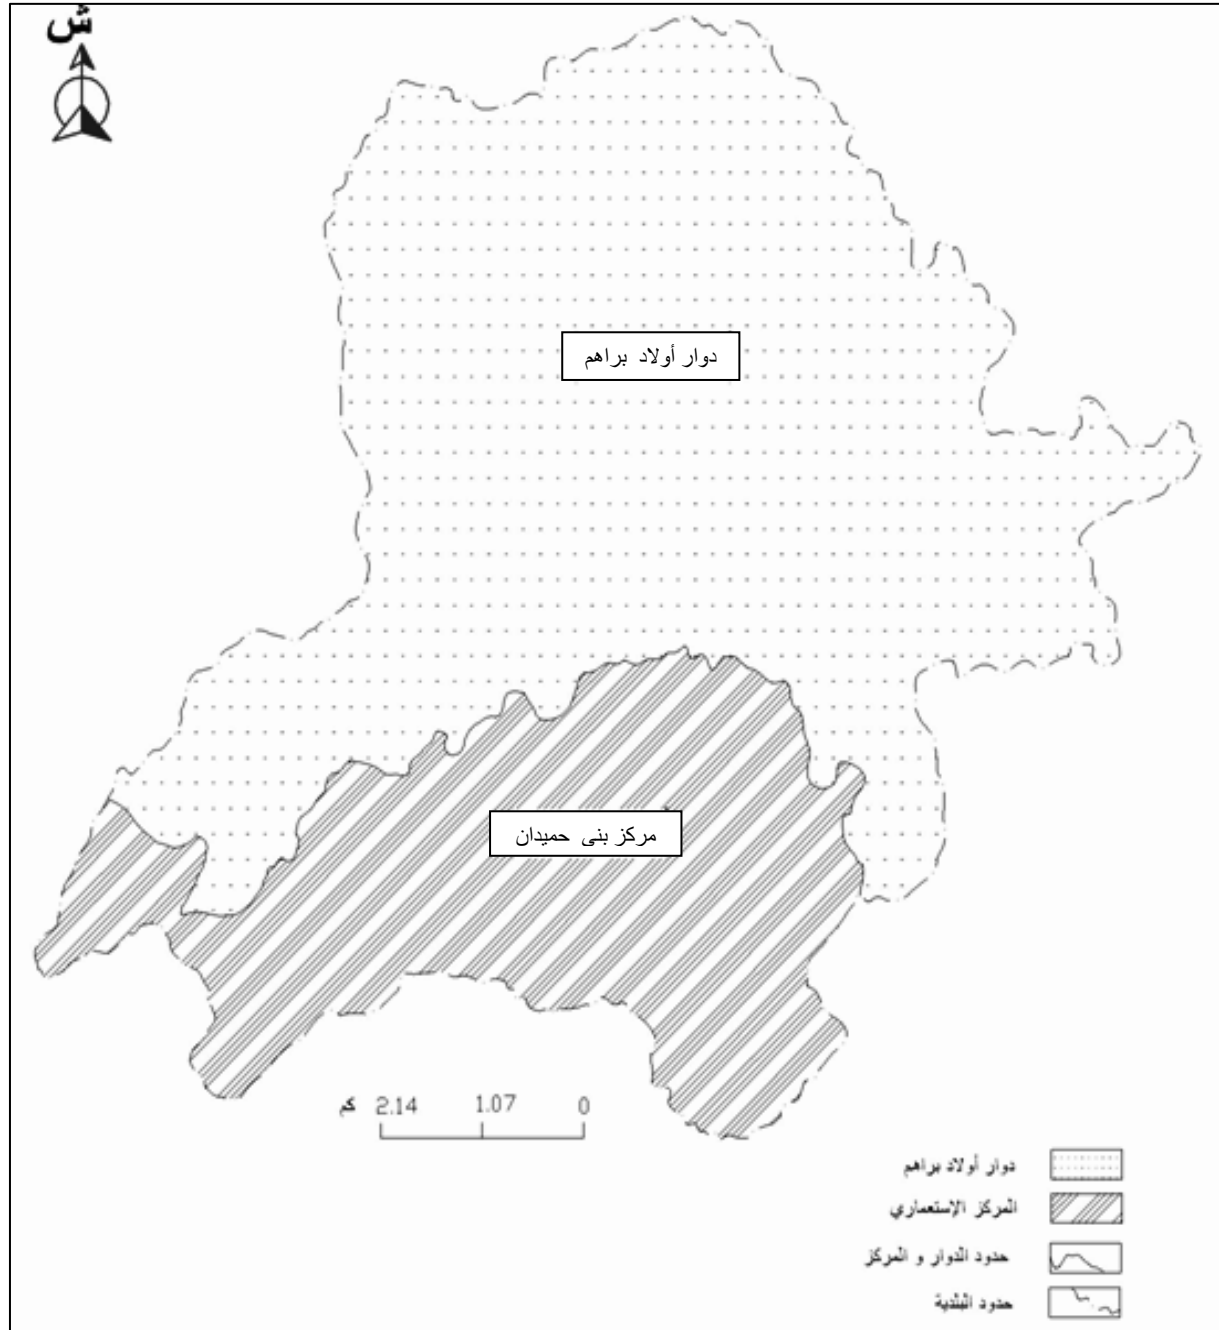 ش
دوار أولاد براهم
مركز بنى حميدان
كم 2.14 1.07 0
دوار أولاد براهم
المركز الإستعماري
حدود الدوار و المركز
حدود البلدية